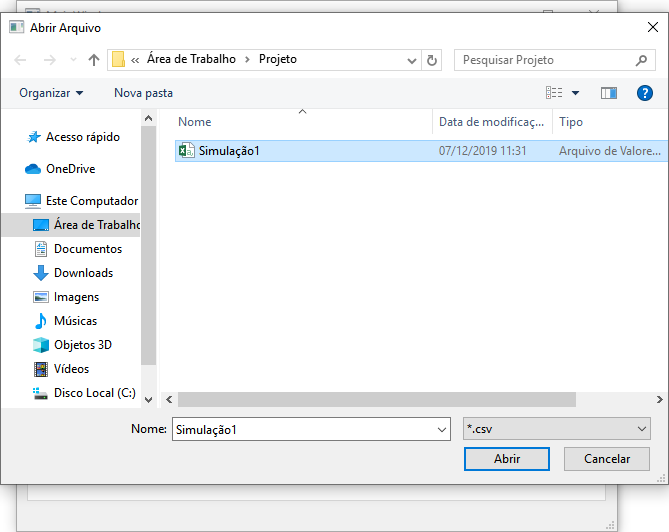 Abrir Arquivo
Área de Trabalho
Projeto
Pesquisar Projeto
Organizar
Nova pasta
Nome
Data de modificaç...
Tipo
Simulação1
07/12/2019 11:31
Arquivo de Valore...
Acesso rápido
OneDrive
Este Computador
Área de Trabalho
Documentos
Downloads
Imagens
Músicas
Objetos 3D
Vídeos
Disco Local (C:)
Nome:
Simulação1
*.csv
Abrir
Cancelar